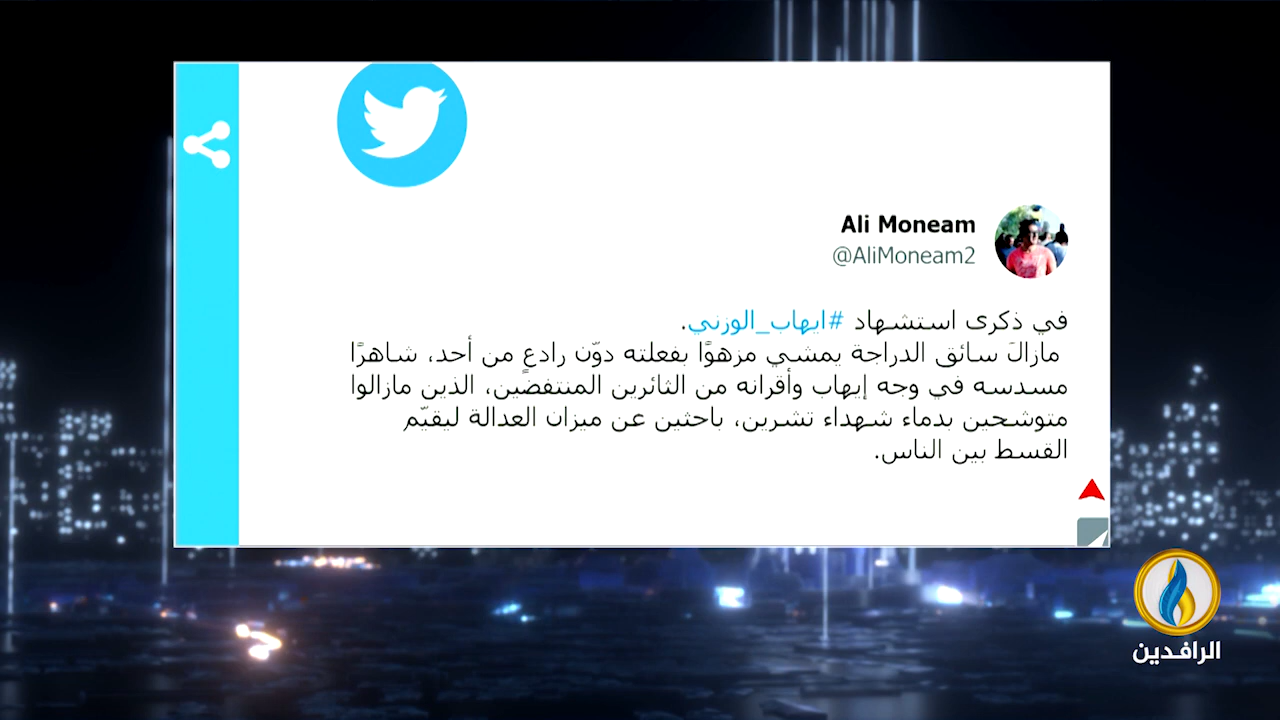 Ali Moneam
@AliMoneam2
في ذكرى استشهاد #ايهاب_الوزني.
مازالَ سائق الدراجة يمشي مزهوًا بفعلته دوّن رادعٍ من أحد، شاهرًا
مسدسه في وجه إيهاب وأقرانه من الثائرين المنتفضين، الذين مازالوا
متوشحين بدماء شهداء تشرين، باحثين عن ميزان العدالة ليقيّم
القسط بين الناس.
الرافدين